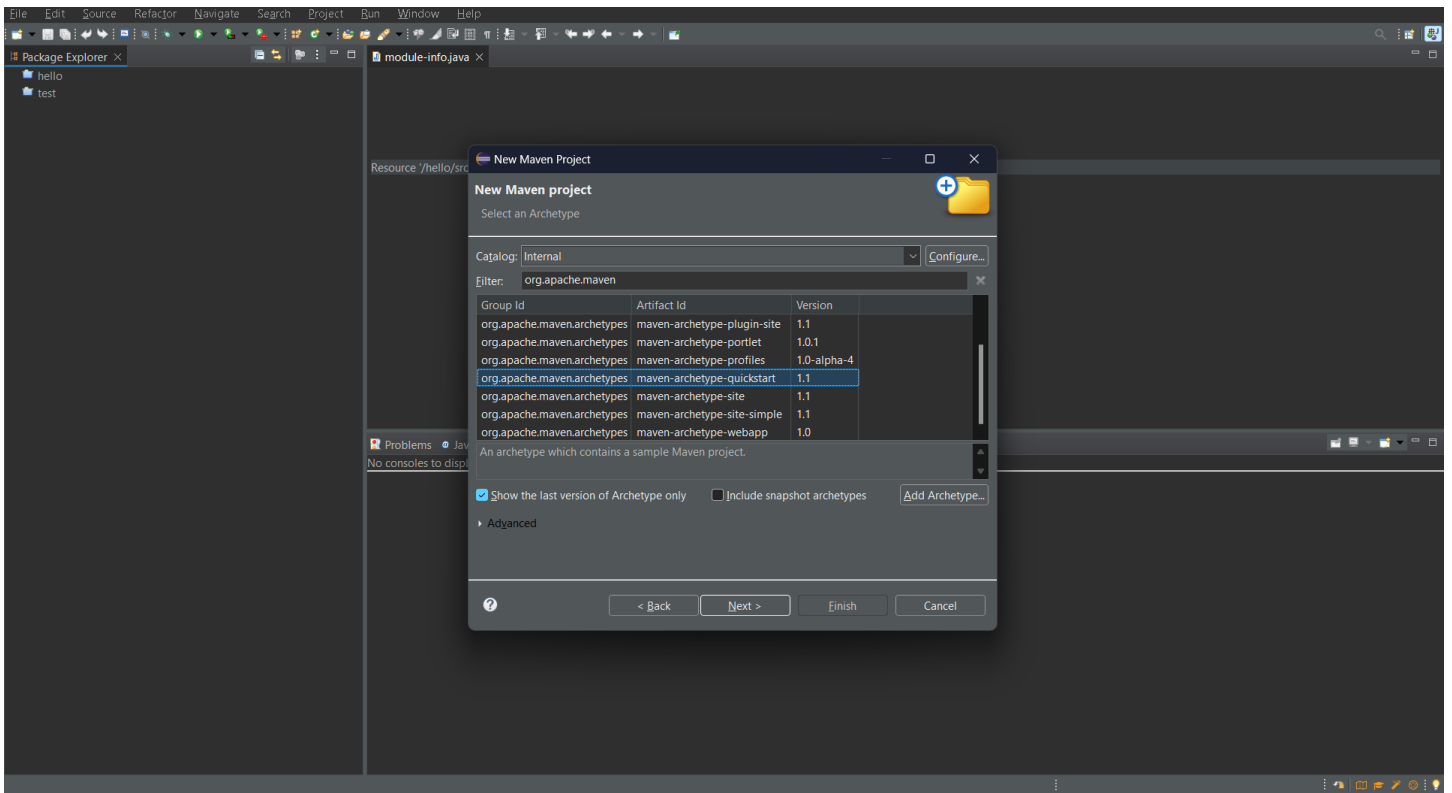 File Edit Source Refactor Navigate Search Project Run Window Help
Package Explorer
module-info.java
hello
test
Resource '/hello/src
New Maven Project
New Maven project
Select an Archetype
Catalog: Internal Configure...
Filter: org.apache.maven
Group Id Artifact Id Version
org.apache.maven.archetypes maven-archetype-plugin-site 1.1
org.apache.maven.archetypes maven-archetype-portlet 1.0.1
org.apache.maven.archetypes maven-archetype-profiles 1.0-alpha-4
org.apache.maven.archetypes maven-archetype-quickstart 1.1
org.apache.maven.archetypes maven-archetype-site 1.1
org.apache.maven.archetypes maven-archetype-site-simple 1.1
org.apache.maven.archetypes maven-archetype-webapp 1.0
An archetype which contains a sample Maven project.
Show the last version of Archetype only Include snapshot archetypes Add Archetype...
Advanced
< Back Next > Finish Cancel
Problems Jav
No consoles to displ